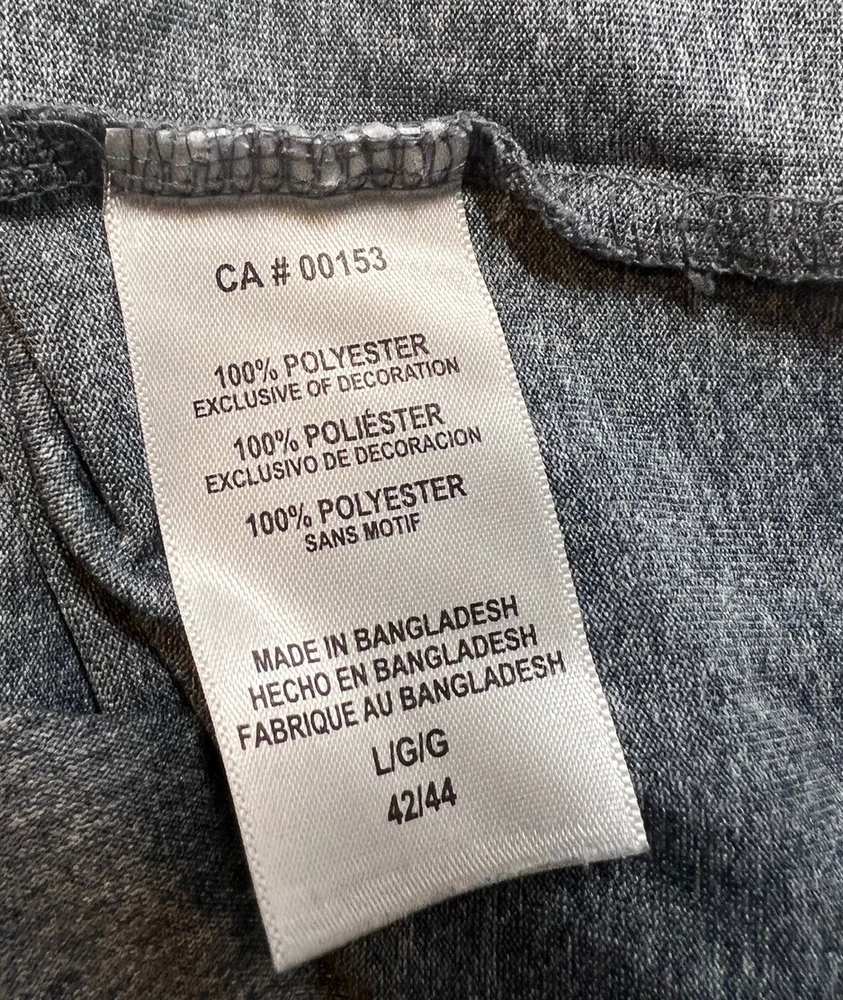 CA # 00153
100% POLYESTER
EXCLUSIVE OF DECORATION
100% POLIÉSTER
EXCLUSIVO DE DECORACION
100% POLYESTER
SANS MOTIF
MADE IN BANGLADESH
HECHO EN BANGLADESH
FABRIQUE AU BANGLADESH
L/G/G
42/44